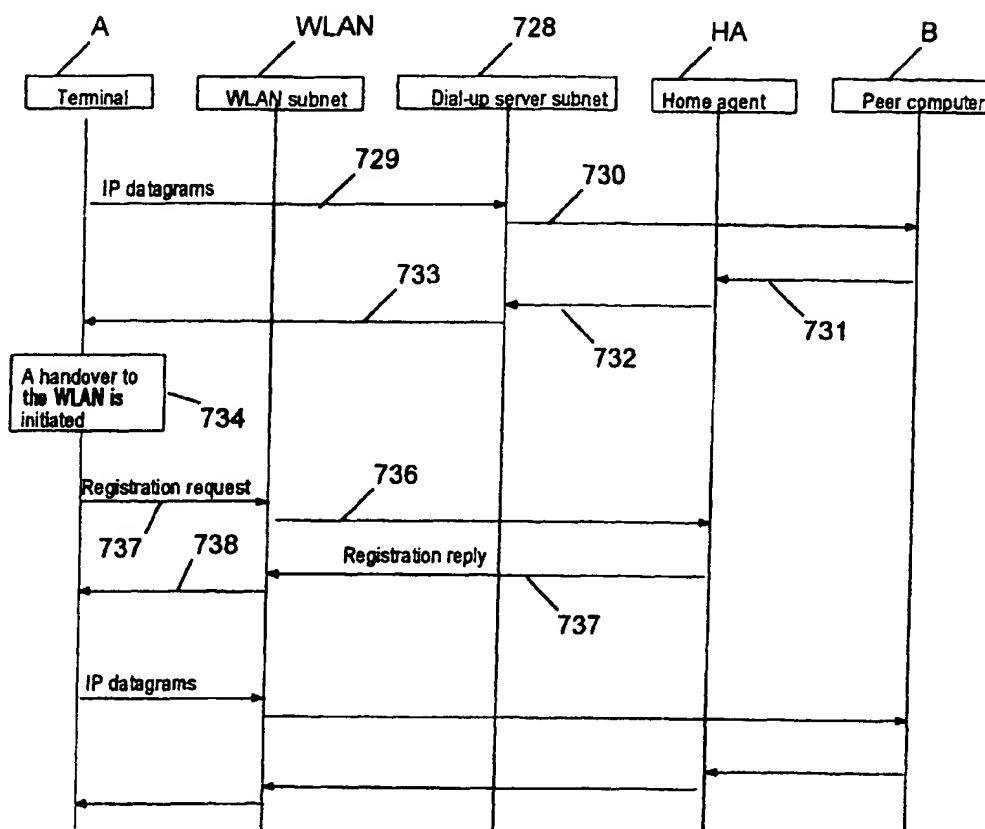 A
WLAN
728
HA
B
Terminal
WLAN subnet
Dial-up server subnet
Home agent
Peer computer
729
IP datagrams
730
733
731
732
A handover to
the WLAN is
initiated
734
736
Registration request
737
738
Registration reply
737
IP datagrams